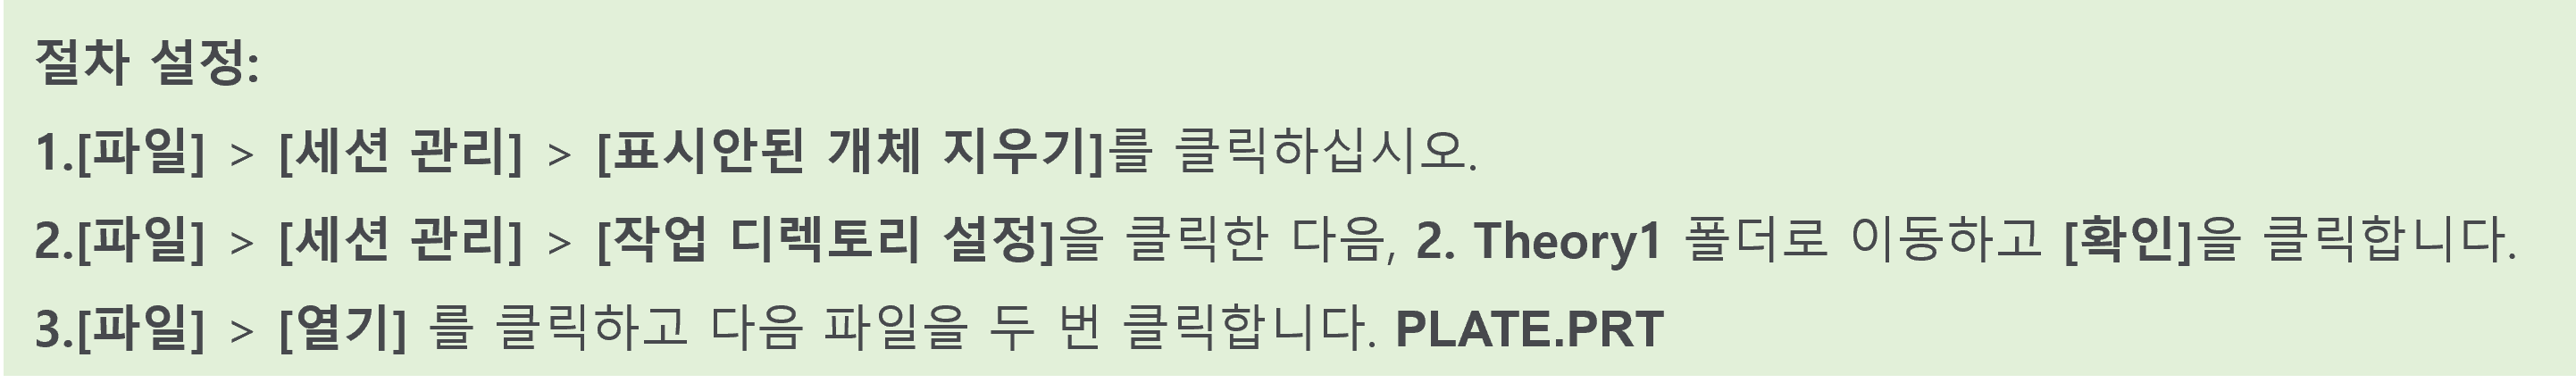 절차 설정:
1.[파일] > [세션 관리] > [표시안된 개체 지우기]를 클릭하십시오.
2.[파일] > [세션 관리] > [작업 디렉토리 설정]을 클릭한 다음, 2. Theory1 폴더로 이동하고 [확인]을 클릭합니다.
3.[파일] > [열기] 를 클릭하고 다음 파일을 두 번 클릭합니다. PLATE.PRT